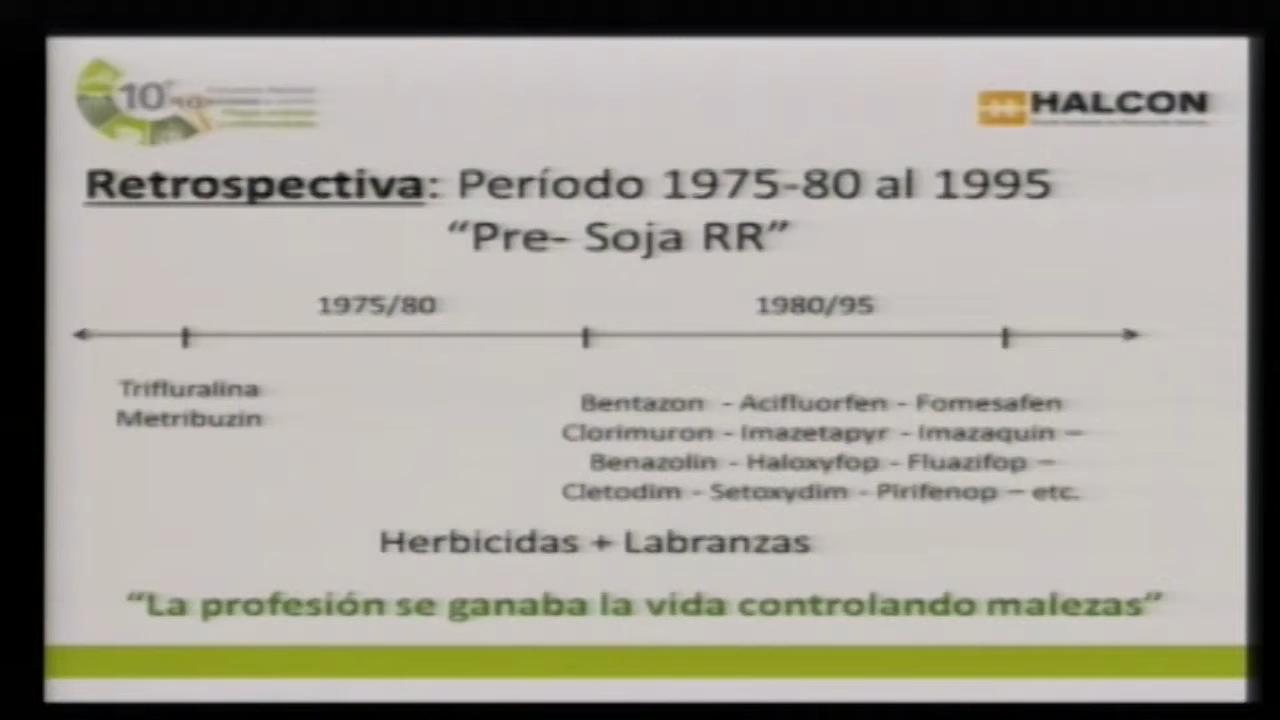 10º
HALCON
Retrospectiva: Período 1975-80 al 1995
“Pre- Soja RR”
1975/80
1980/95
Trifluralina
Metribuzin
Bentazon - Acifluorfen - Fomesafen
Clorimuron - Imazetapyr - Imazaquin –
Benazolin - Haloxyfop - Fluazifop –
Cletodim - Setoxydim - Pirifenop – etc.
Herbicidas + Labranzas
“La profesión se ganaba la vida controlando malezas”